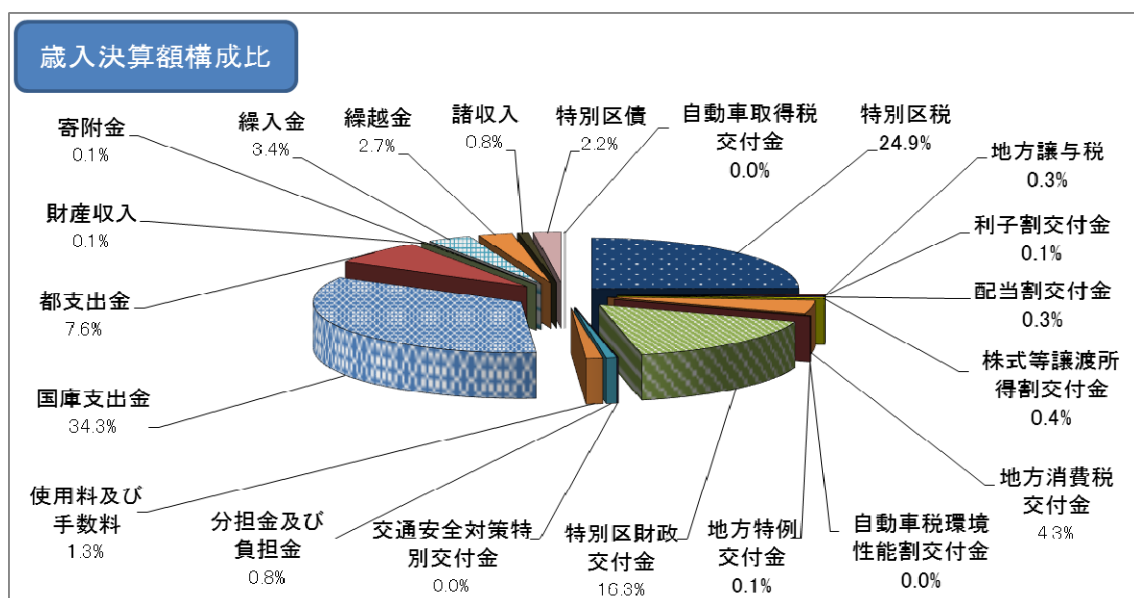 歳入決算額構成比
寄附金
0.1%
繰入金
3.4%
繰越金
2.7%
諸収入
0.8%
特別区債
2.2%
自動車取得税
交付金
0.0%
特別区税
24.9%
地方譲与税
0.3%
利子割交付金
0.1%
配当割交付金
0.3%
株式等譲渡所
得割交付金
0.4%
地方消費税
交付金
4.3%
自動車税環境
性能割交付金
0.0%
地方特例
交付金
0.1%
特別区財政
交付金
16.3%
交通安全対策特
別交付金
0.0%
分担金及び
負担金
0.8%
使用料及び
手数料
1.3%
国庫支出金
34.3%
都支出金
7.6%
財産収入
0.1%